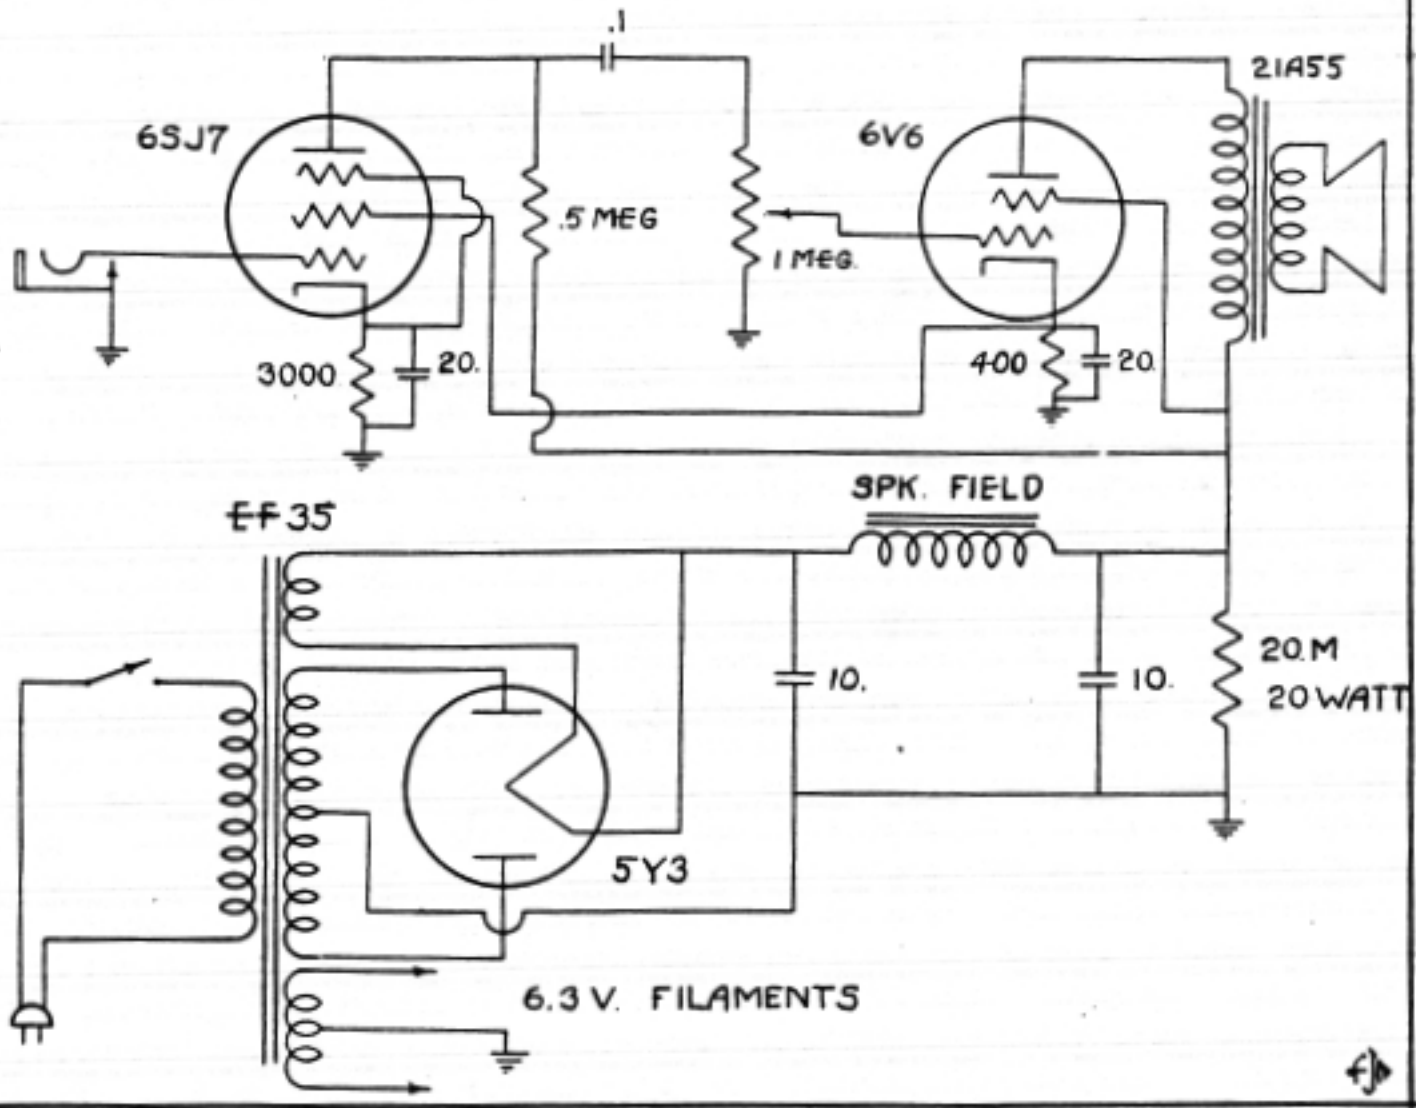 .1
21A55
6SJ7
6V6
.5 MEG
1 MEG.
3000
20.
400
20.
SPK. FIELD
EF35
20.M
20 WATT
10.
10.
5Y3
6.3 V. FILAMENTS